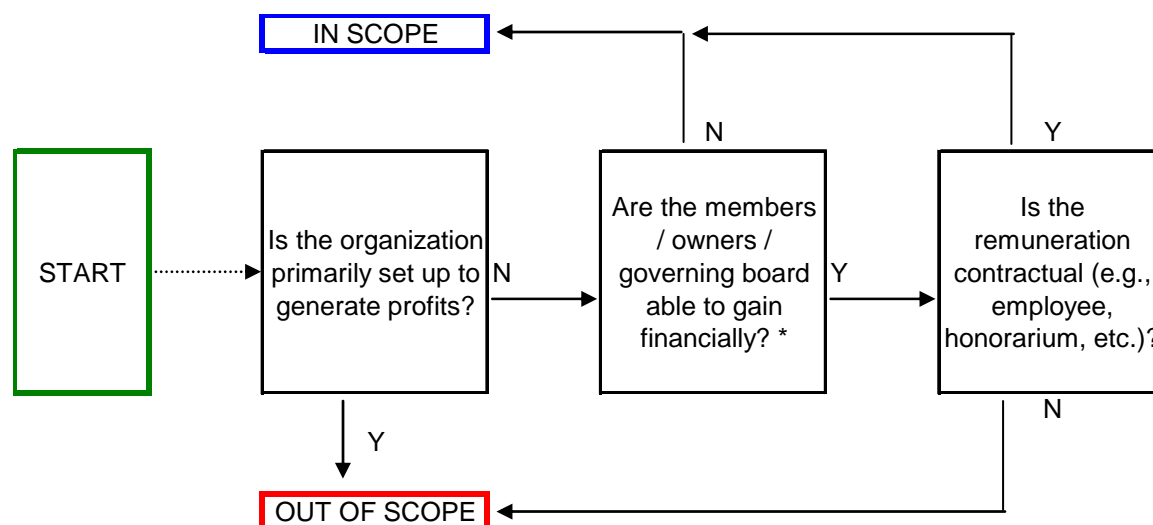 IN SCOPE
N
Y
START
Is the organization
primarily set up to
generate profits?
N
Are the members
/ owners /
governing board
able to gain
financially? *
Y
Is the
remuneration
contractual (e.g.,
employee,
honorarium, etc.)?
Y
N
OUT OF SCOPE